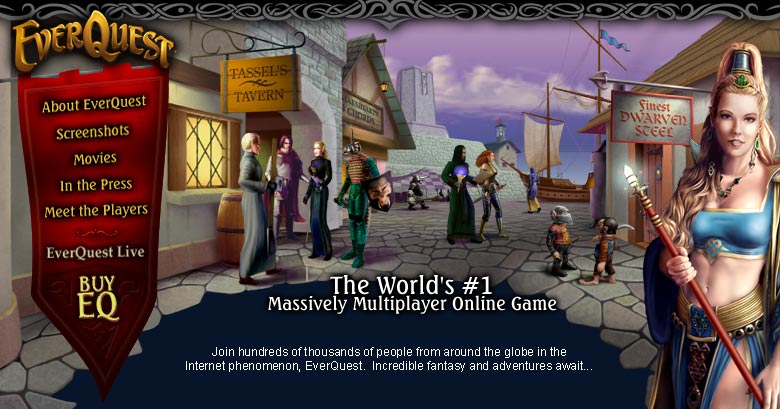 EverQuest
About EverQuest
Screenshots
Movies
In the Press
Meet the Players
EverQuest Live
BUY
EQ
TASSEL'S
TAVERN
Finest
DWARVEN
STEEL
The World's #1
Massively Multiplayer Online Game
Join hundreds of thousands of people from around the globe in the
Internet phenomenon, EverQuest. Incredible fantasy and adventures await...